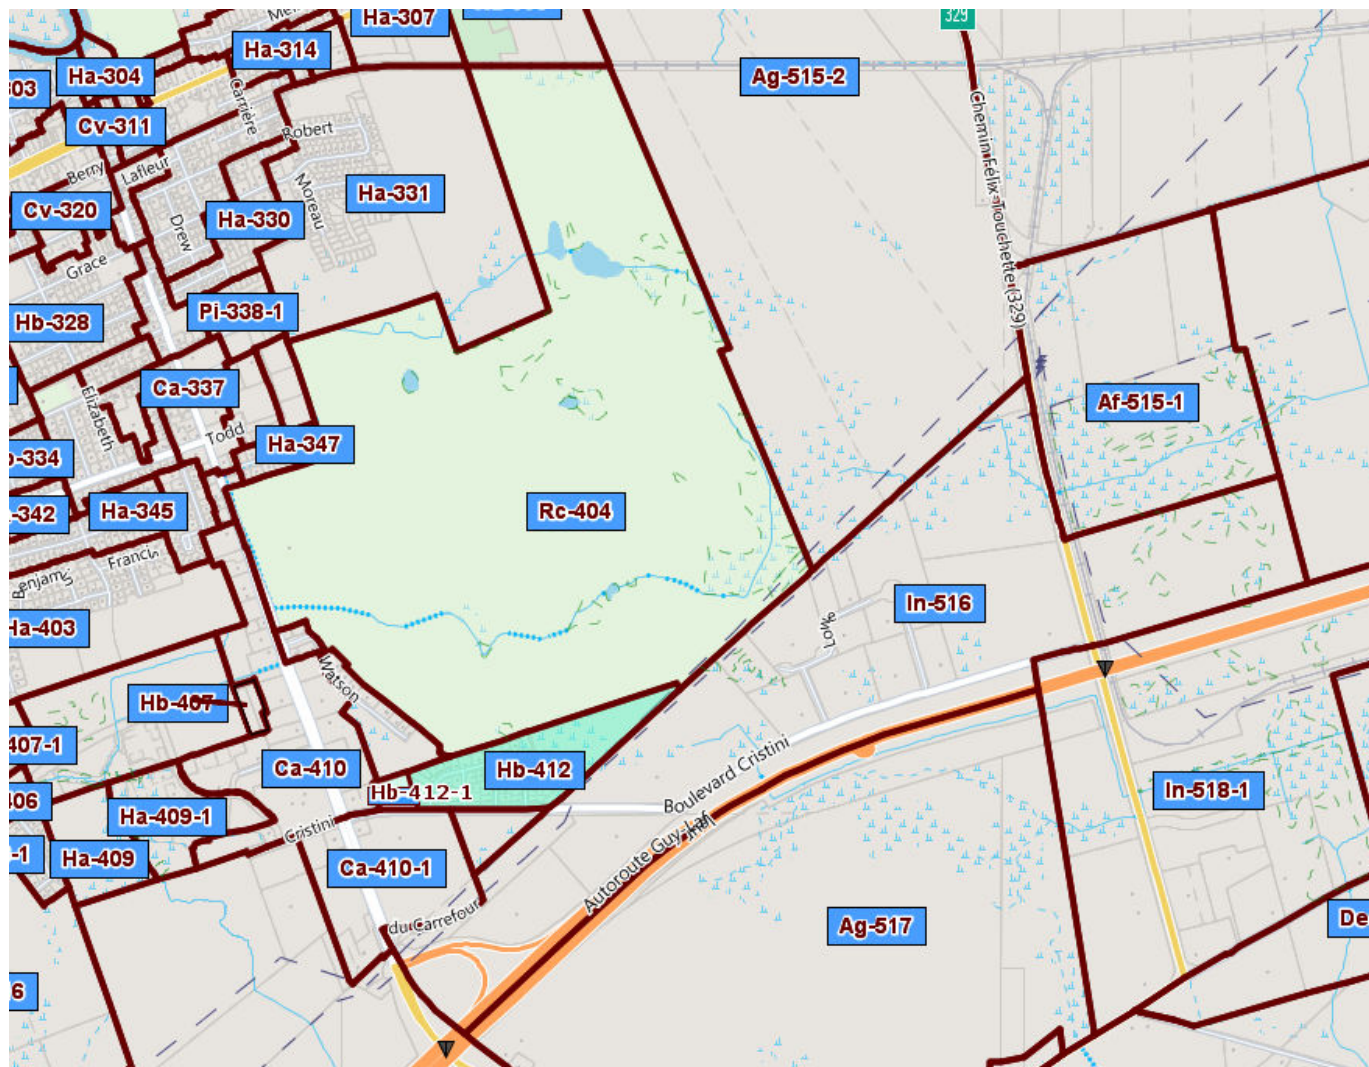 329
Ha-307
Ha-314
Ha-304
Ag-515-2
Carrière
Cv-311
Robert
Berry
Lafleur
Ha-331
Moreau
Cv-320
Ha-330
Drew
Chemin Félix-Touchette (329)
Grace
Pi-338-1
Hb-328
Ca-337
Elizabeth
Af-515-1
Todd
Ha-347
-334
Rc-404
-342
Ha-345
Francis
Benjamin
In-516
Ha-403
Lomé
Watson
Hb-407
407-1
Ca-410
Hb-412
Hb-412-1
In-518-1
406
Boulevard Cristini
Ha-409-1
Cristini
-1
Ha-409
Ca-410-1
Autoroute Guy-Laf
du Carrefour
Ag-517
De
6